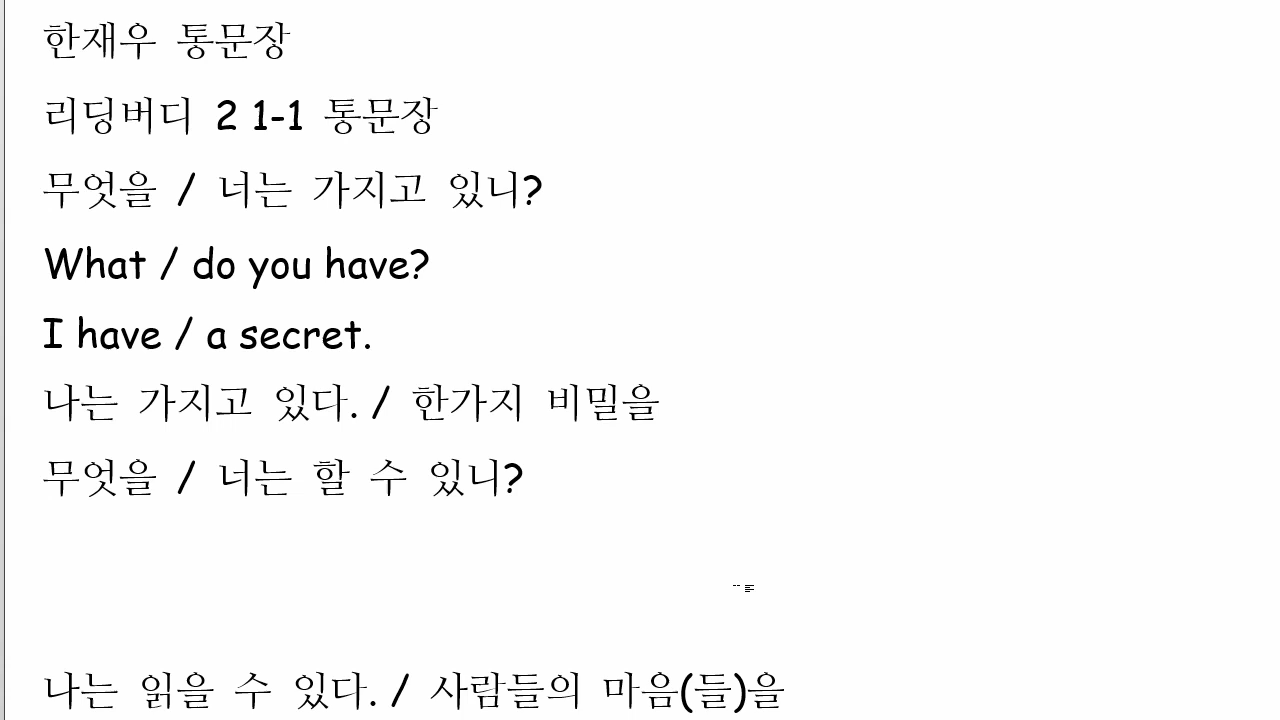 한재우 통문장
리딩버디 2 1-1 통문장
무엇을 / 너는 가지고 있니?
What / do you have?
I have / a secret.
나는 가지고 있다. / 한가지 비밀을
무엇을 / 너는 할 수 있니?
나는 읽을 수 있다. / 사람들의 마음(들)을